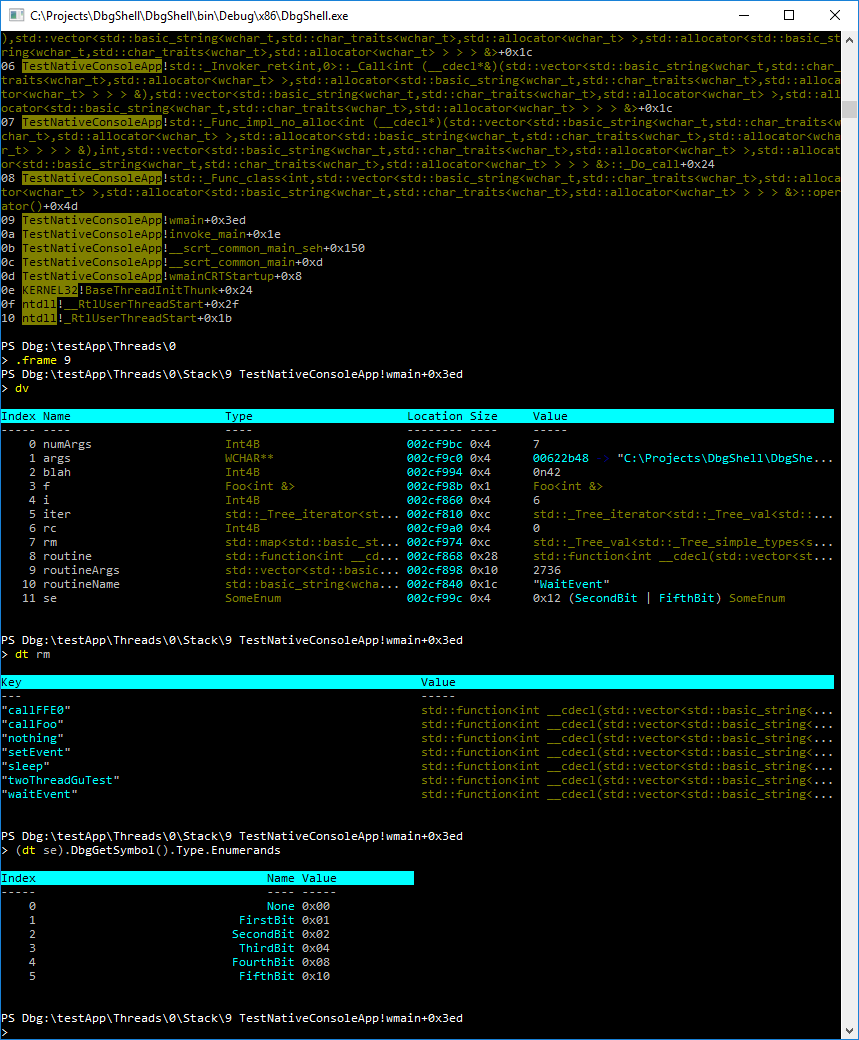 C:\Projects\DbgShell\DbgShell\bin\Debug\x86\DbgShell.exe
),std::vector<std::basic_string<wchar_t,std::char_traits<wchar_t>,std::allocator<wchar_t> >,std::allocator<std::basic_st
ring<wchar_t,std::char_traits<wchar_t>,std::allocator<wchar_t> > > > &>+0x1c
06 TestNativeConsoleApp!std::_Invoker_ret<int,0>::_Call<int (__cdecl*&)(std::vector<std::basic_string<wchar_t,std::char_
traits<wchar_t>,std::allocator<wchar_t> >,std::allocator<std::basic_string<wchar_t,std::char_traits<wchar_t>,std::alloca
tor<wchar_t> > > > &),std::vector<std::basic_string<wchar_t,std::char_traits<wchar_t>,std::allocator<wchar_t> >,std::all
ocator<std::basic_string<wchar_t,std::char_traits<wchar_t>,std::allocator<wchar_t> > > > &>+0x1c
07 TestNativeConsoleApp!std::_Func_impl_no_alloc<int (__cdecl*)(std::vector<std::basic_string<wchar_t,std::char_traits<w
char_t>,std::allocator<wchar_t> >,std::allocator<std::basic_string<wchar_t,std::char_traits<wchar_t>,std::allocator<wcha
r_t> > > > &),int,std::vector<std::basic_string<wchar_t,std::char_traits<wchar_t>,std::allocator<wchar_t> >,std::allocat
or<std::basic_string<wchar_t,std::char_traits<wchar_t>,std::allocator<wchar_t> > > > &>::_Do_call+0x24
08 TestNativeConsoleApp!std::_Func_class<int,std::vector<std::basic_string<wchar_t,std::char_traits<wchar_t>,std::alloca
tor<wchar_t> >,std::allocator<std::basic_string<wchar_t,std::char_traits<wchar_t>,std::allocator<wchar_t> > > > &>::oper
ator()+0x4d
09 TestNativeConsoleApp!wmain+0x3ed
0a TestNativeConsoleApp!invoke_main+0x1e
0b TestNativeConsoleApp!__scrt_common_main_seh+0x150
0c TestNativeConsoleApp!__scrt_common_main+0xd
0d TestNativeConsoleApp!wmainCRTStartup+0x8
0e KERNEL32!BaseThreadInitThunk+0x24
0f ntdll!__RtlUserThreadStart+0x2f
10 ntdll!_RtlUserThreadStart+0x1b
PS Dbg:\testApp\Threads\0
> .frame 9
PS Dbg:\testApp\Threads\0\Stack\9 TestNativeConsoleApp!wmain+0x3ed
> dv
Index Name Type Location Size Value
----- ---- ---- -------- ---- -----
0 numArgs Int4B 002cf9bc 0x4 7
1 args WCHAR** 002cf9c0 0x4 00622b48 -> "C:\Projects\DbgShell\DbgShe...
2 blah Int4B 002cf994 0x4 0n42
3 f Foo<int &> 002cf98b 0x1 Foo<int &>
4 i Int4B 002cf860 0x4 6
5 iter std::_Tree_iterator<st... 002cf810 0xc std::_Tree_iterator<std::_Tree_val<std::...
6 rc Int4B 002cf9a0 0x4 0
7 rm std::map<std::basic_st... 002cf974 0xc std::_Tree_val<std::_Tree_simple_types<s...
8 routine std::function<int __cd... 002cf868 0x28 std::function<int __cdecl(std::vector<st...
9 routineArgs std::vector<std::basic... 002cf898 0x10 2736
10 routineName std::basic_string<wcha... 002cf840 0x1c "WaitEvent"
11 se SomeEnum 002cf99c 0x4 0x12 (SecondBit | FifthBit) SomeEnum
PS Dbg:\testApp\Threads\0\Stack\9 TestNativeConsoleApp!wmain+0x3ed
> dt rm
Key Value
--- -----
"callFFE0" std::function<int __cdecl(std::vector<std::basic_string<...
"callFoo" std::function<int __cdecl(std::vector<std::basic_string<...
"nothing" std::function<int __cdecl(std::vector<std::basic_string<...
"setEvent" std::function<int __cdecl(std::vector<std::basic_string<...
"sleep" std::function<int __cdecl(std::vector<std::basic_string<...
"twoThreadGuTest" std::function<int __cdecl(std::vector<std::basic_string<...
"waitEvent" std::function<int __cdecl(std::vector<std::basic_string<...
PS Dbg:\testApp\Threads\0\Stack\9 TestNativeConsoleApp!wmain+0x3ed
> (dt se).DbgGetSymbol().Type.Enumerands
Index Name Value
----- ---- -----
0 None 0x00
1 FirstBit 0x01
2 SecondBit 0x02
3 ThirdBit 0x04
4 FourthBit 0x08
5 FifthBit 0x10
PS Dbg:\testApp\Threads\0\Stack\9 TestNativeConsoleApp!wmain+0x3ed
>